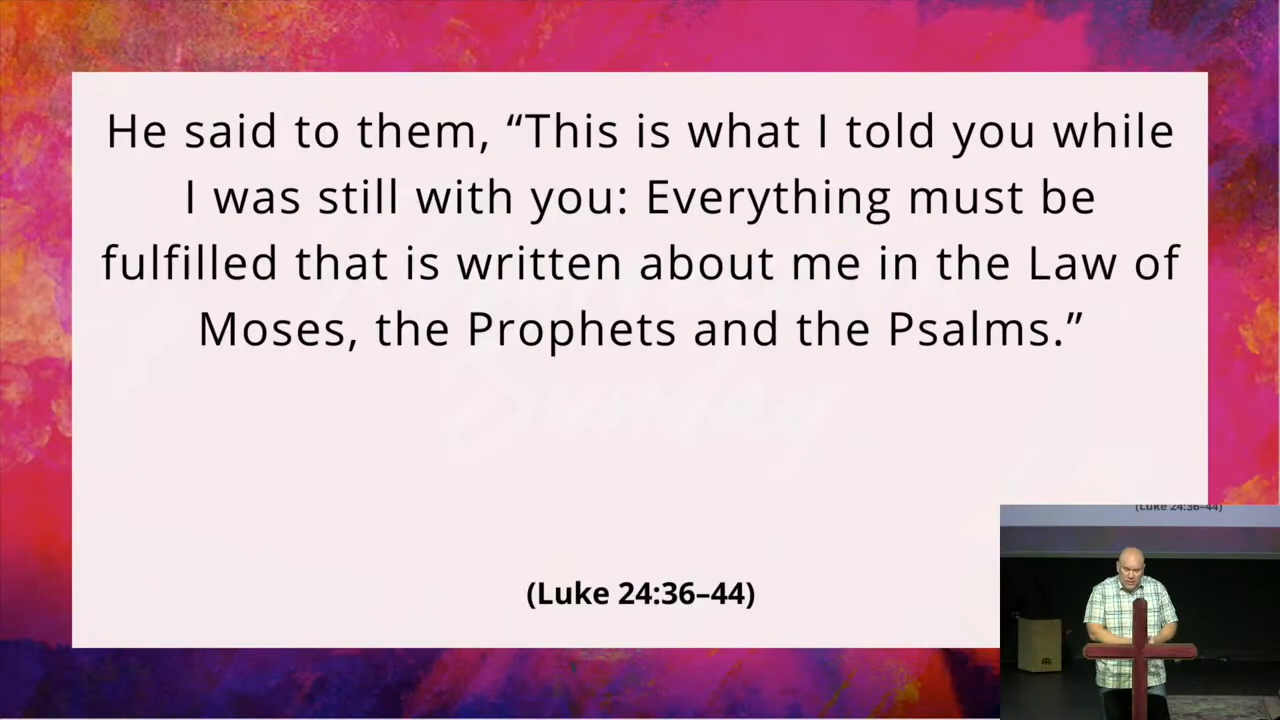 He said to them, “This is what I told you while
I was still with you: Everything must be
fulfilled that is written about me in the Law of
Moses, the Prophets and the Psalms.”
Sunday
(Luke 24:36–44)
(Luke 24:36–44)